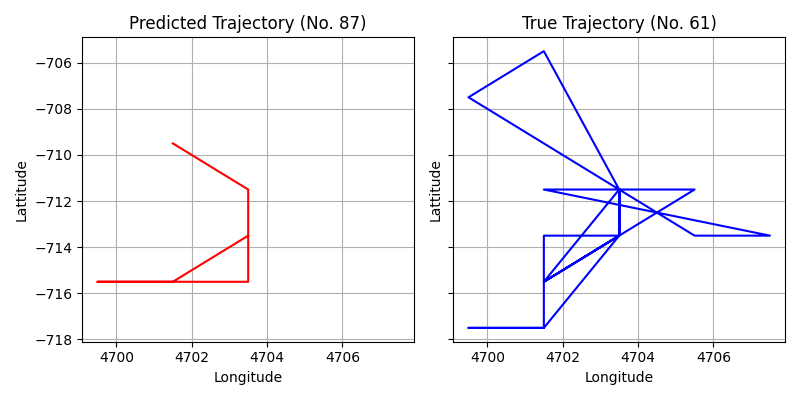 Predicted Trajectory (No. 87)
True Trajectory (No. 61)
−706
−708
−710
−712
−714
−716
−718
Lattitude
Lattitude
4700
4702
4704
4706
4700
4702
4704
4706
Longitude
Longitude